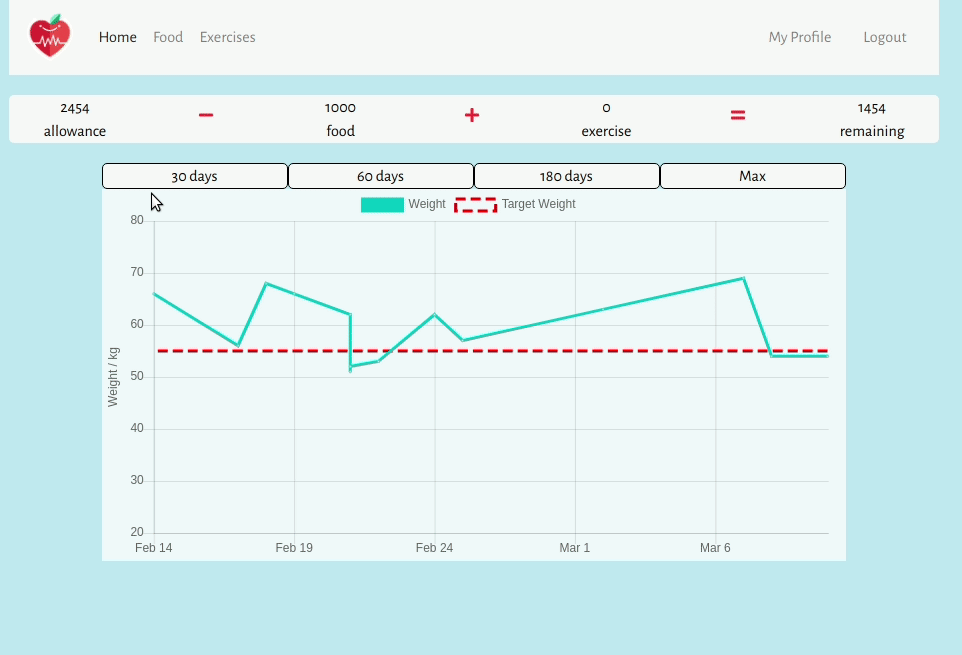 Home Food Exercises My Profile Logout
2454 − 1000 + 0 = 1454
allowance food exercise remaining
30 days 60 days 180 days Max
Weight Target Weight
80
70
60
50
40
30
20
Weight / kg
Feb 14 Feb 19 Feb 24 Mar 1 Mar 6